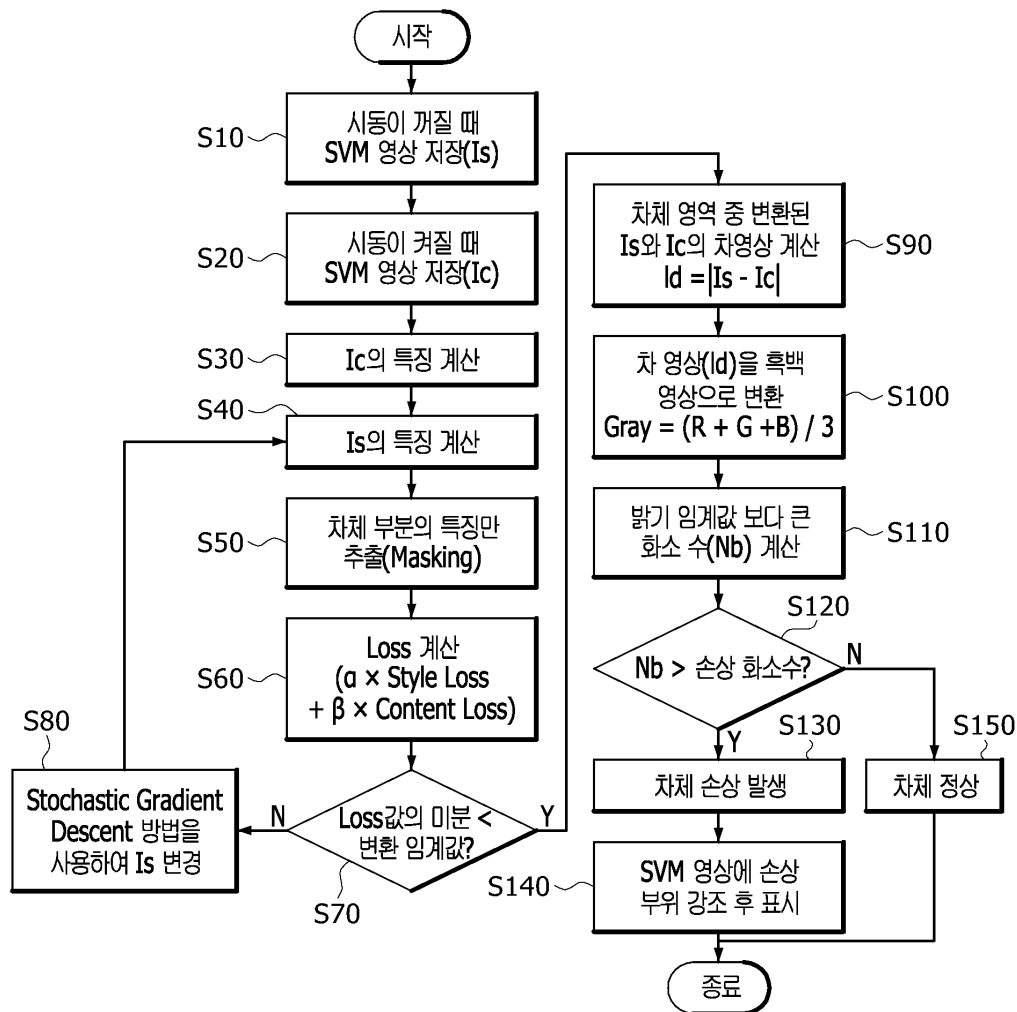 시작
S10
시동이 꺼질 때
SVM 영상 저장(Is)
S20
시동이 켜질 때
SVM 영상 저장(Ic)
S30
Ic의 특징 계산
S40
Is의 특징 계산
S50
차체 부분의 특징만
추출(Masking)
S60
Loss 계산
(α × Style Loss
+ β × Content Loss)
S70
Loss값의 미분 <
변환 임계값?
N
Y
S80
Stochastic Gradient
Descent 방법을
사용하여 Is 변경
S90
차체 영역 중 변환된
Is와 Ic의 차영상 계산
Id =|Is - Ic|
S100
차 영상(Id)을 흑백
영상으로 변환
Gray = (R + G +B) / 3
S110
밝기 임계값 보다 큰
화소 수(Nb) 계산
S120
Nb > 손상 화소수?
N
Y
S130
차체 손상 발생
S150
차체 정상
S140
SVM 영상에 손상
부위 강조 후 표시
종료